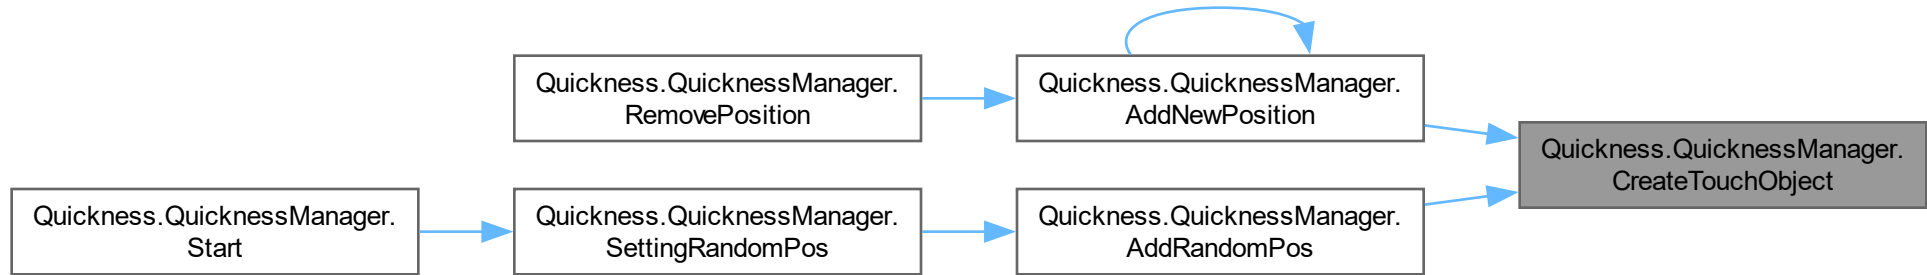 Quickness.QuicknessManager.
RemovePosition
Quickness.QuicknessManager.
AddNewPosition
Quickness.QuicknessManager.
CreateTouchObject
Quickness.QuicknessManager.
Start
Quickness.QuicknessManager.
SettingRandomPos
Quickness.QuicknessManager.
AddRandomPos